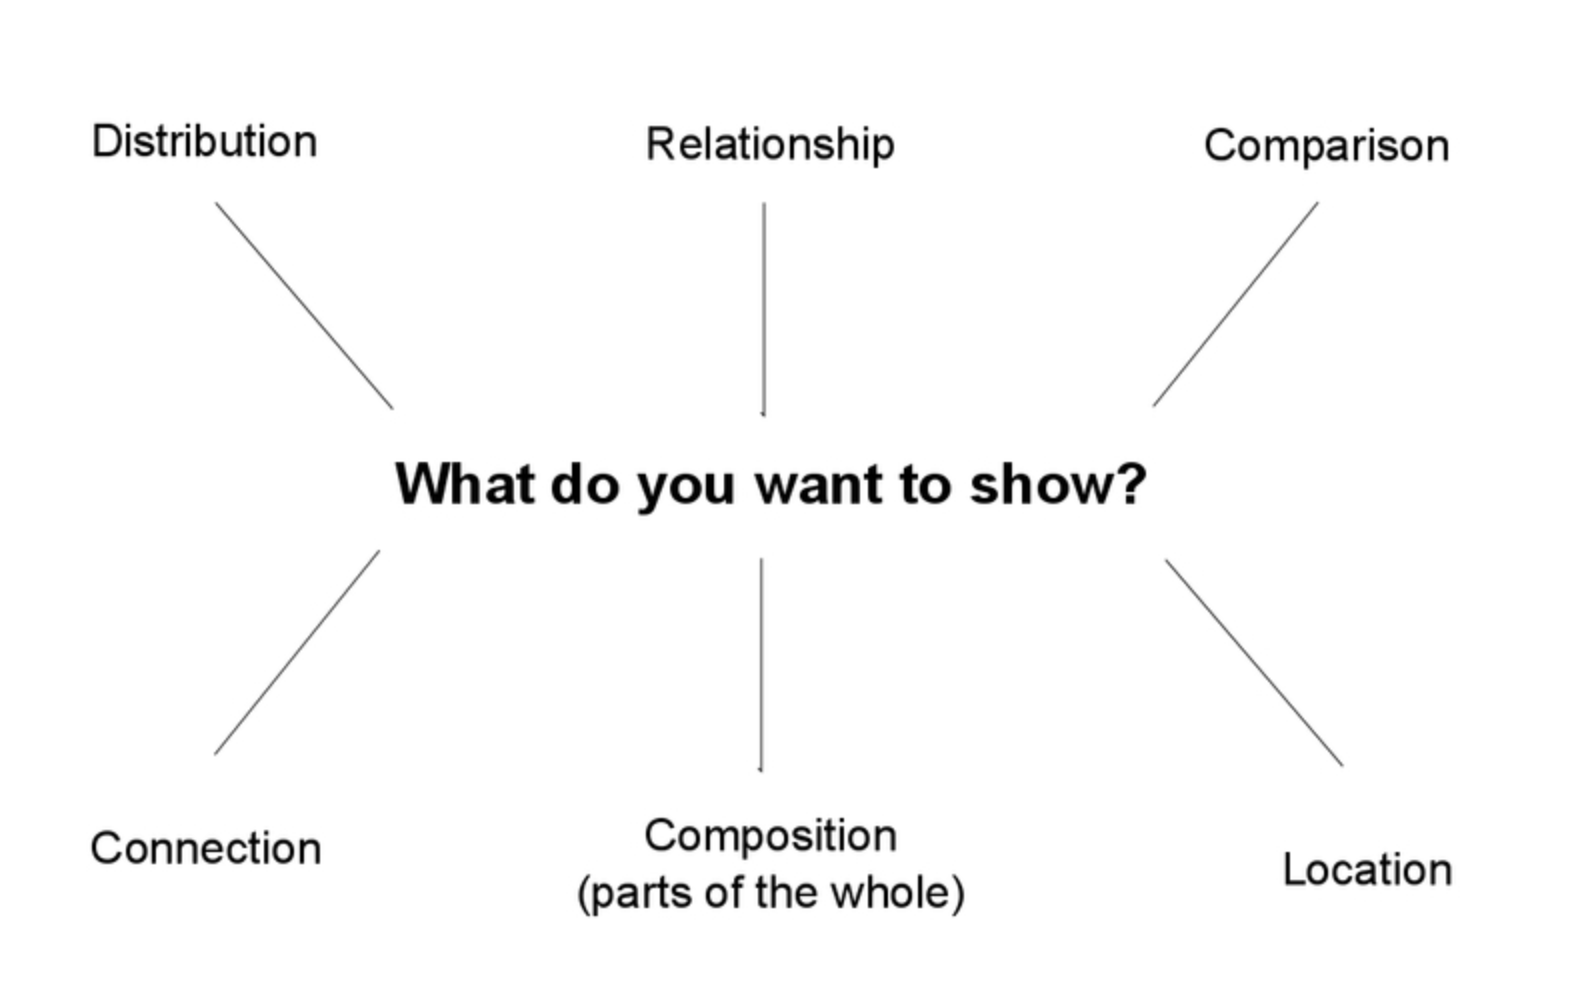 Distribution
Relationship
Comparison
What do you want to show?
Connection
Composition
(parts of the whole)
Location